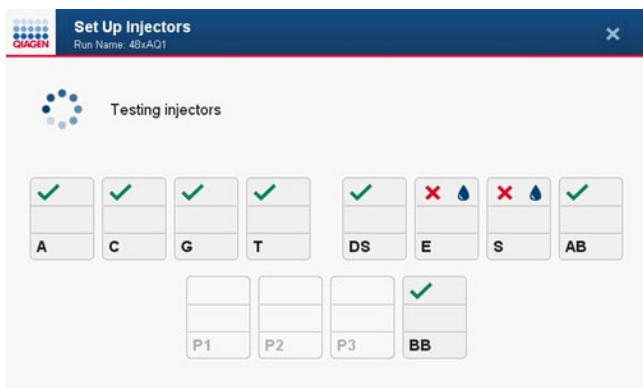 Set Up Injectors
QIAGEN
Run Name: 48xAQ1
Testing injectors
A C G T DS E S AB
P1 P2 P3 BB